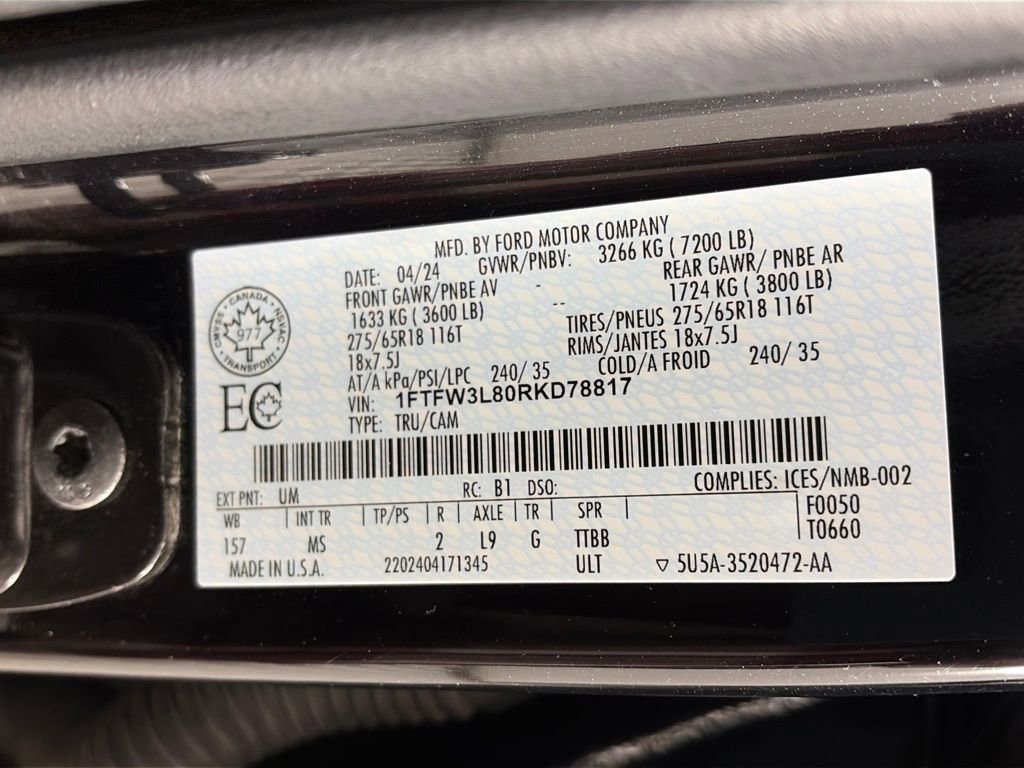 MFD. BY FORD MOTOR COMPANY
DATE: 04/24 GVWR/PNBV: 3266 KG ( 7200 LB)
FRONT GAWR/PNBE AV - REAR GAWR/ PNBE AR
1633 KG ( 3600 LB) -- 1724 KG ( 3800 LB)
275/65R18 116T TIRES/PNEUS 275/65R18 116T
18x7.5J RIMS/JANTES 18x7.5J
AT/A kPa/PSI/LPC 240/ 35 COLD/A FROID 240/ 35
VIN: 1FTFW3L80RKD78817
TYPE: TRU/CAM
CANADA
NSVAC
TRANSPORT
CMVSS
977
EC
EXT PNT: UM RC: B1 DSO: COMPLIES: ICES/NMB-002
WB | INT TR | TP/PS | R | AXLE | TR | SPR | F0050
157 MS 2 L9 G TTBB T0660
MADE IN U.S.A. 2202404171345 ULT ▽ 5U5A-3520472-AA